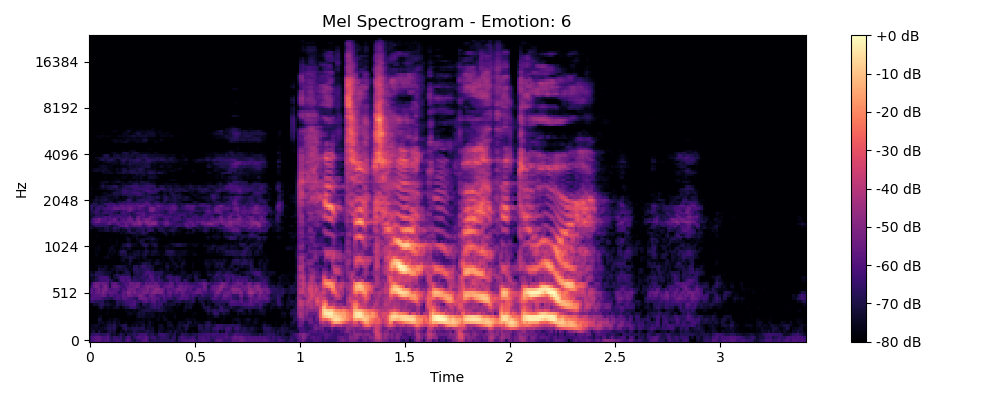 Mel Spectrogram - Emotion: 6
Hz
16384
8192
4096
2048
1024
512
0
0 0.5 1 1.5 2 2.5 3
Time
+0 dB
-10 dB
-20 dB
-30 dB
-40 dB
-50 dB
-60 dB
-70 dB
-80 dB